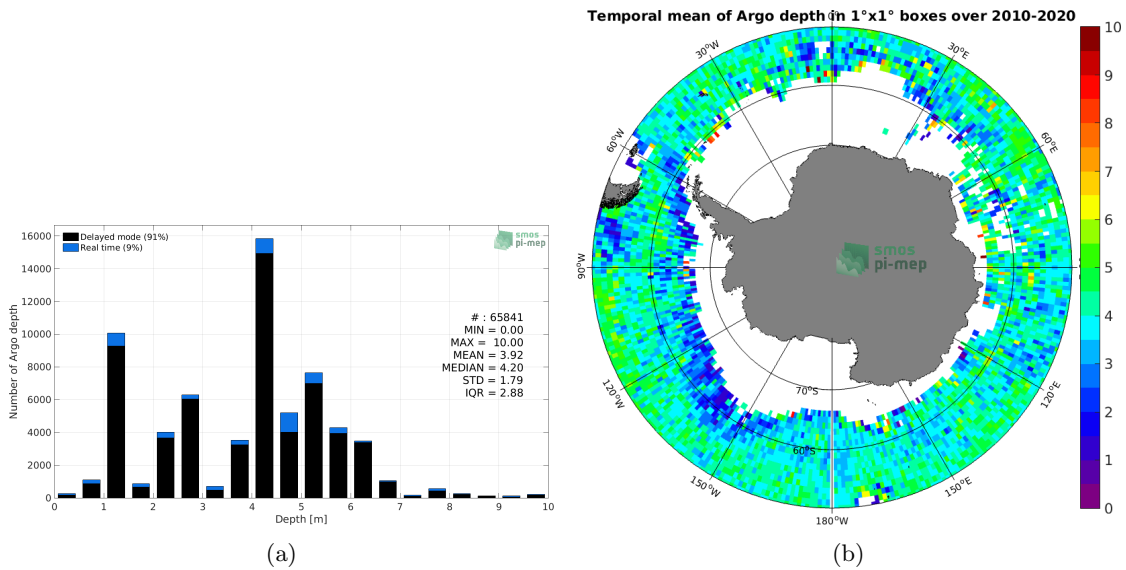 Delayed mode (91%)
Real time (9%)
smos
pi-mep
# : 65841
MIN = 0.00
MAX = 10.00
MEAN = 3.92
MEDIAN = 4.20
STD = 1.79
IQR = 2.88
Number of Argo depth
16000
14000
12000
10000
8000
6000
4000
2000
0
0 1 2 3 4 5 6 7 8 9 10
Depth [m]
(a)
Temporal mean of Argo depth in 1°x1° boxes over 2010-2020
30°W
30°E
60°W
60°E
90°W
120°W
120°E
150°W
150°E
180°W
70°S
60°S
smos
pi-mep
10
9
8
7
6
5
4
3
2
1
0
(b)